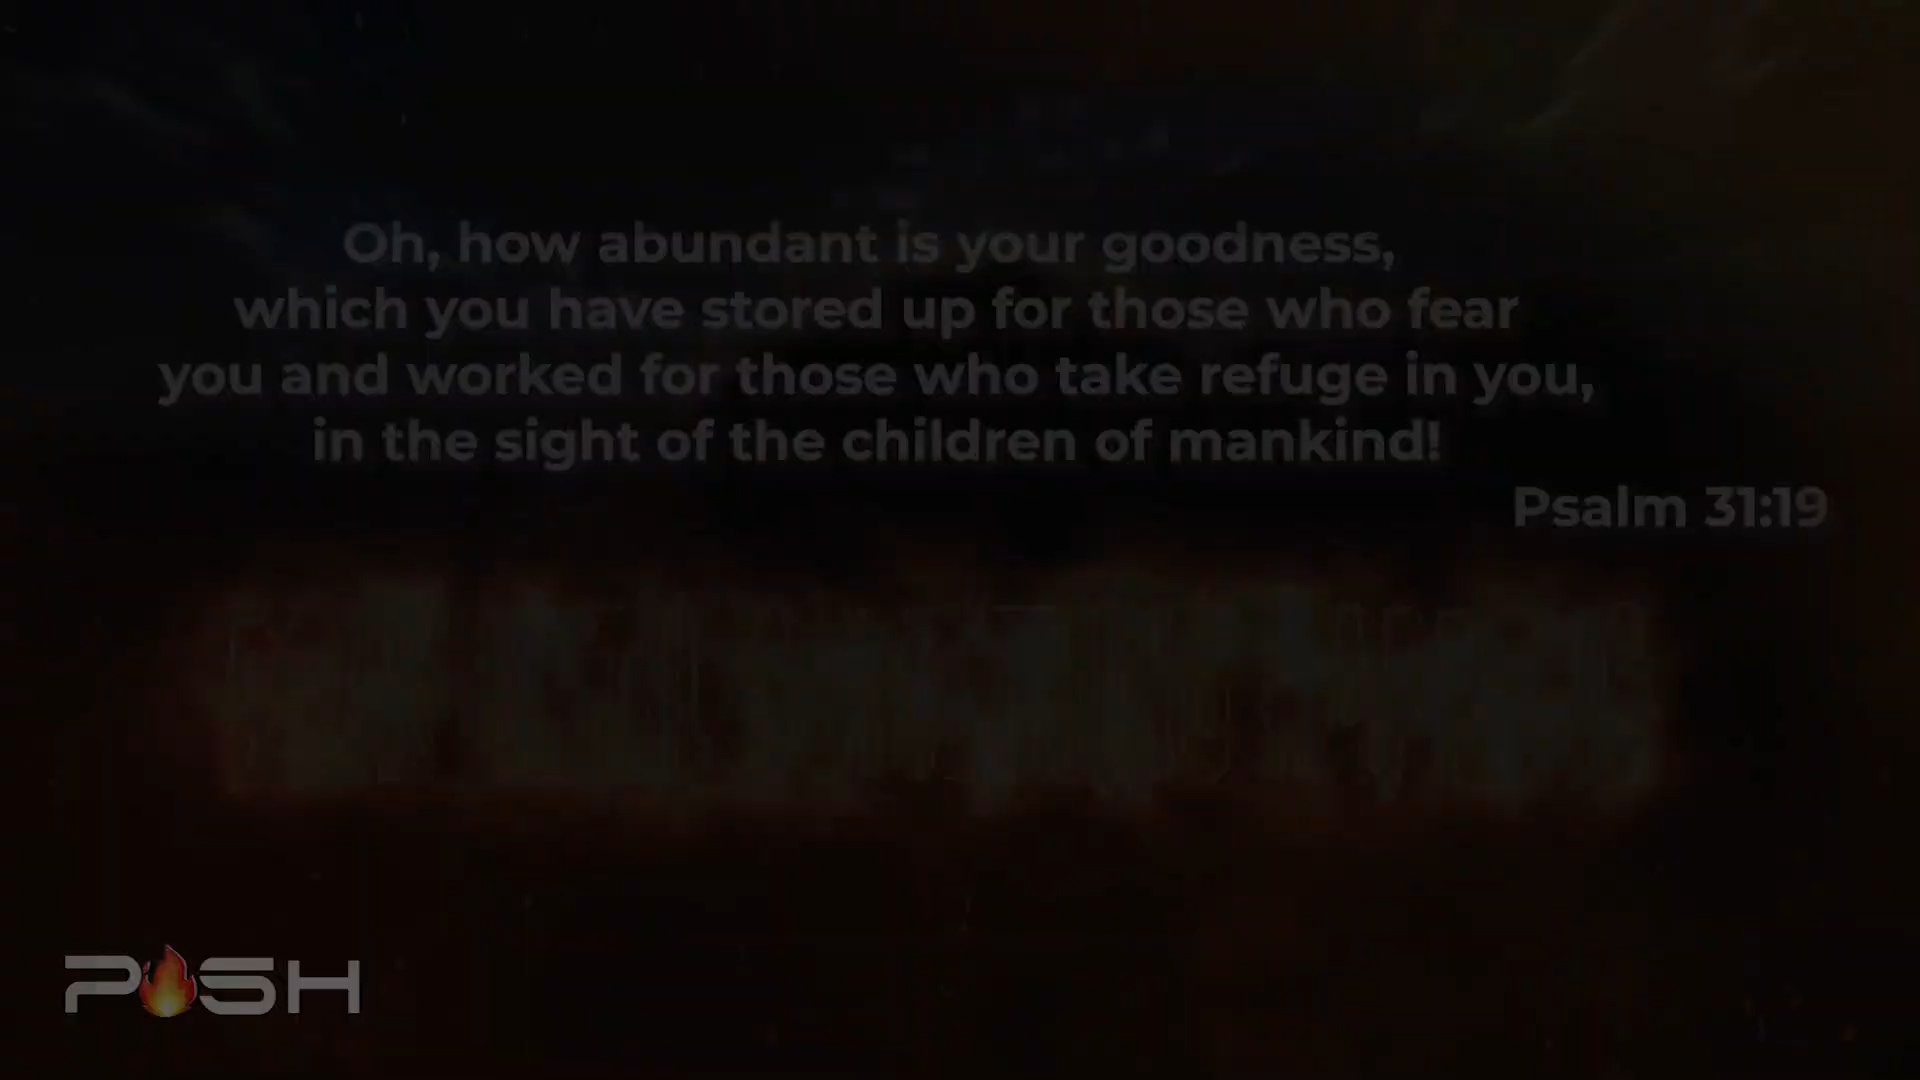 Oh, how abundant is your goodness,
which you have stored up for those who fear
you and worked for those who take refuge in you,
in the sight of the children of mankind!
Psalm 31:19
PUSH